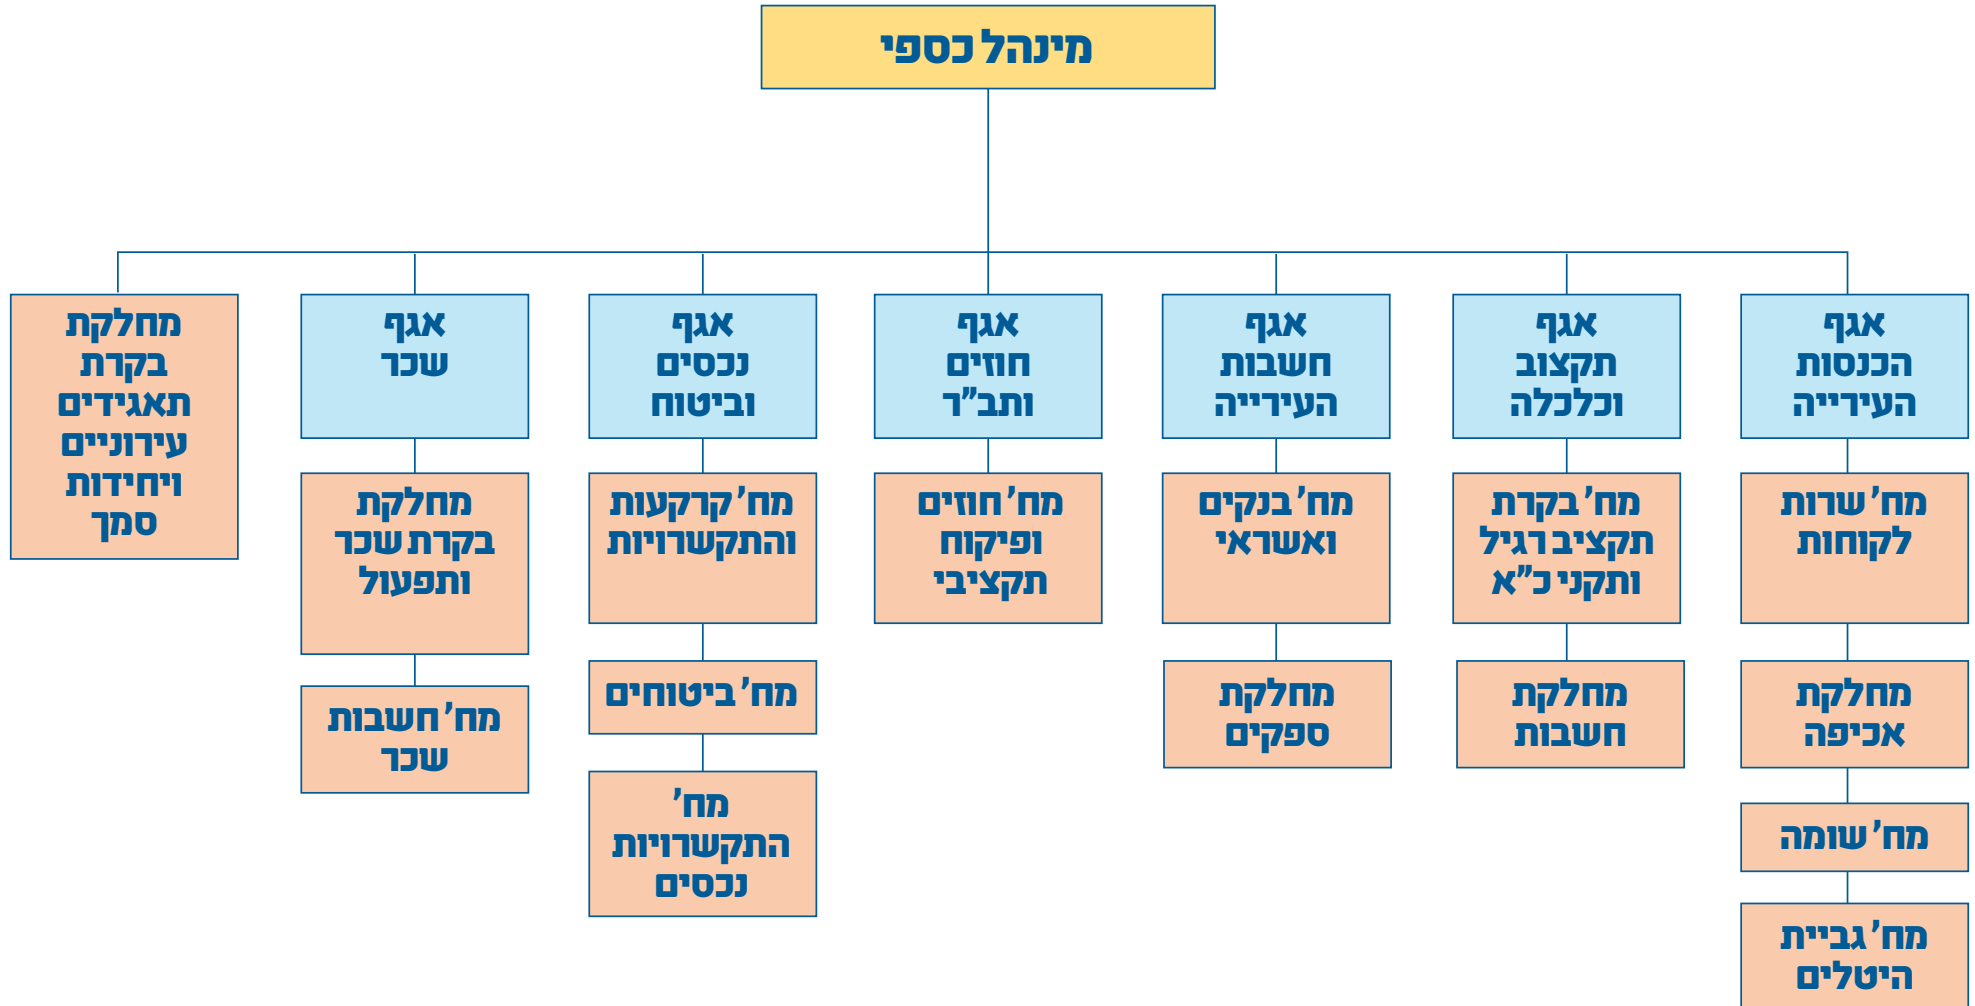 מינהל כספי
אגף
הכנסות
העירייה
מח' שרות
לקוחות
מחלקת
אכיפה
מח' שומה
מח' גביית
היטלים
אגף
תקצוב
וכלכלה
מח' בקרת
תקציב רגיל
ותקני כ"א
מחלקת
חשבות
אגף
חשבות
העירייה
מח' בנקים
ואשראי
מחלקת
ספקים
אגף
חוזים
ותב"ר
מח' חוזים
ופיקוח
תקציבי
אגף
נכסים
וביטוח
מח' קרקעות
והתקשרויות
מח' ביטוחים
מח'
התקשרויות
נכסים
אגף
שכר
מחלקת
בקרת שכר
ותפעול
מח' חשבות
שכר
מחלקת
בקרת
תאגידים
עירוניים
ויחידות
סמך